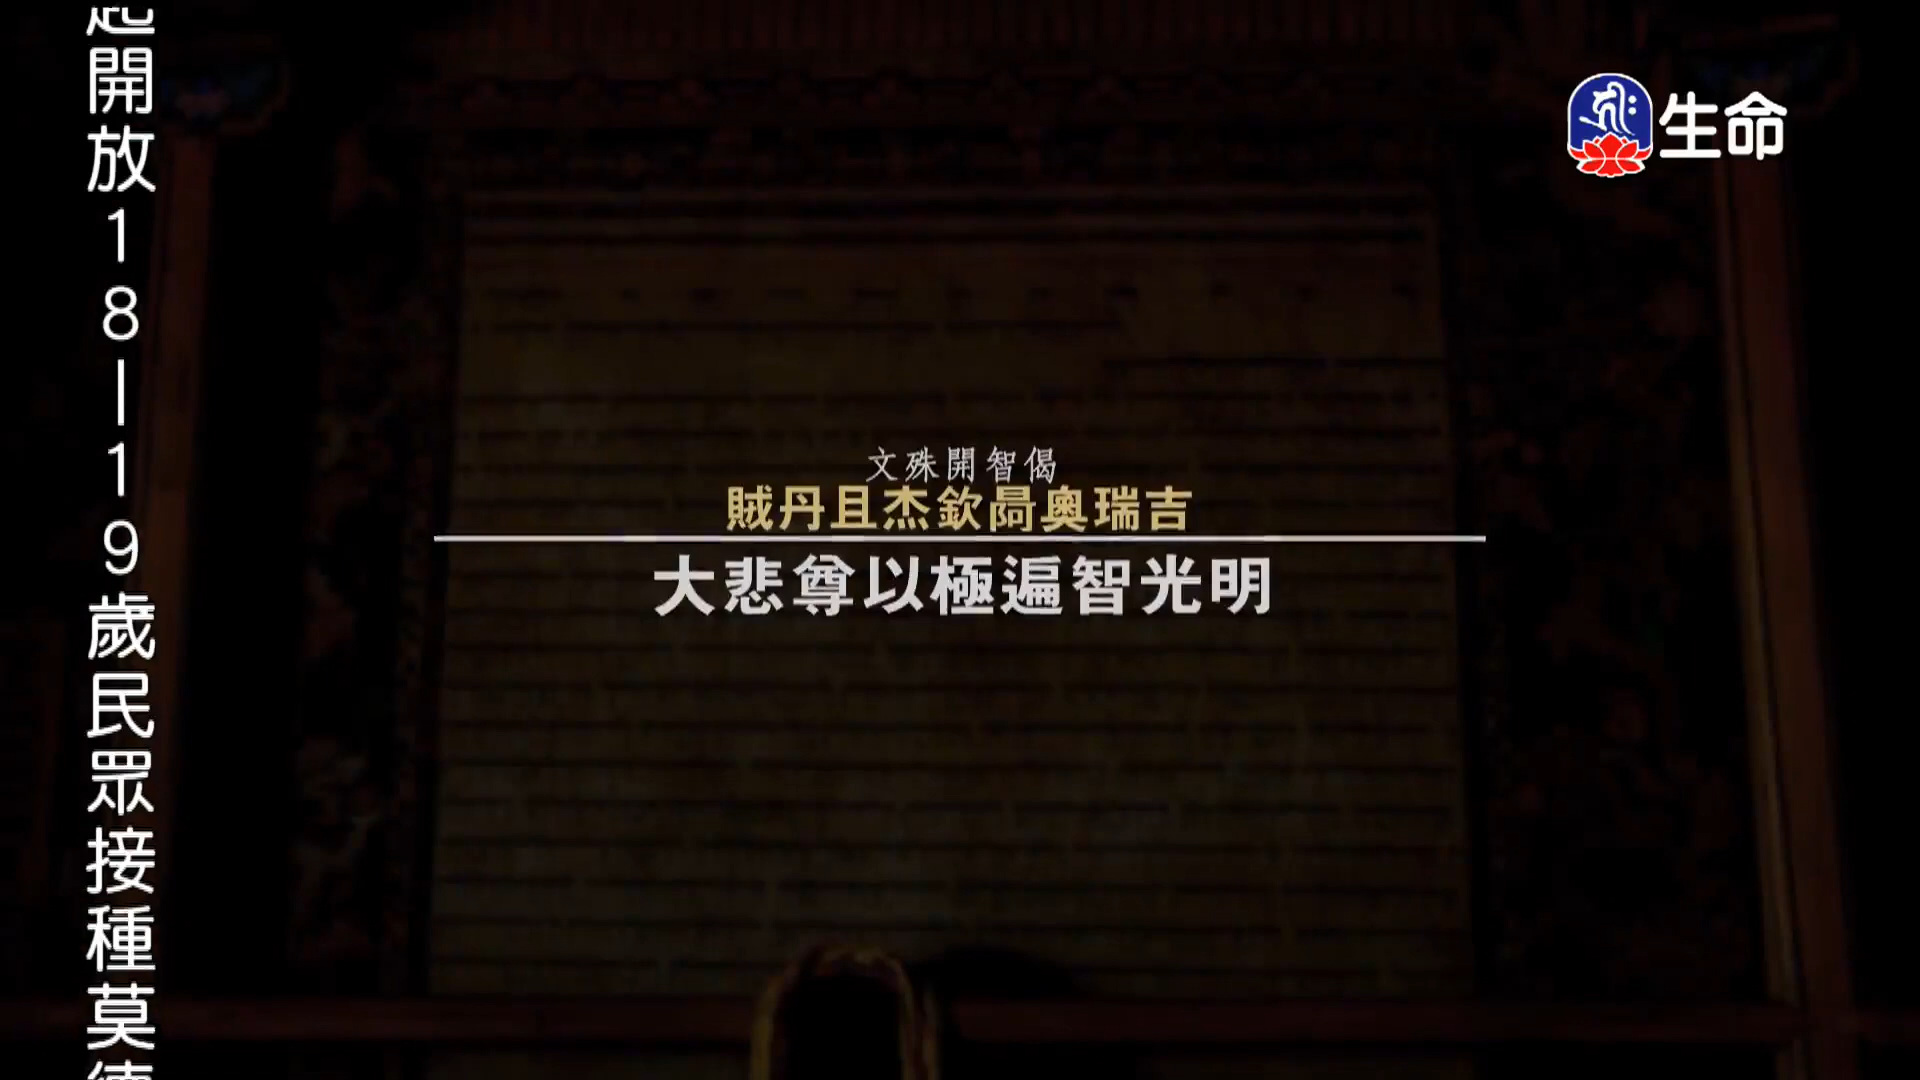 起開放18—19歲民眾接種莫德
生命
文殊開智偈
賊丹且杰欽咼奧瑞吉
大悲尊以極遍智光明